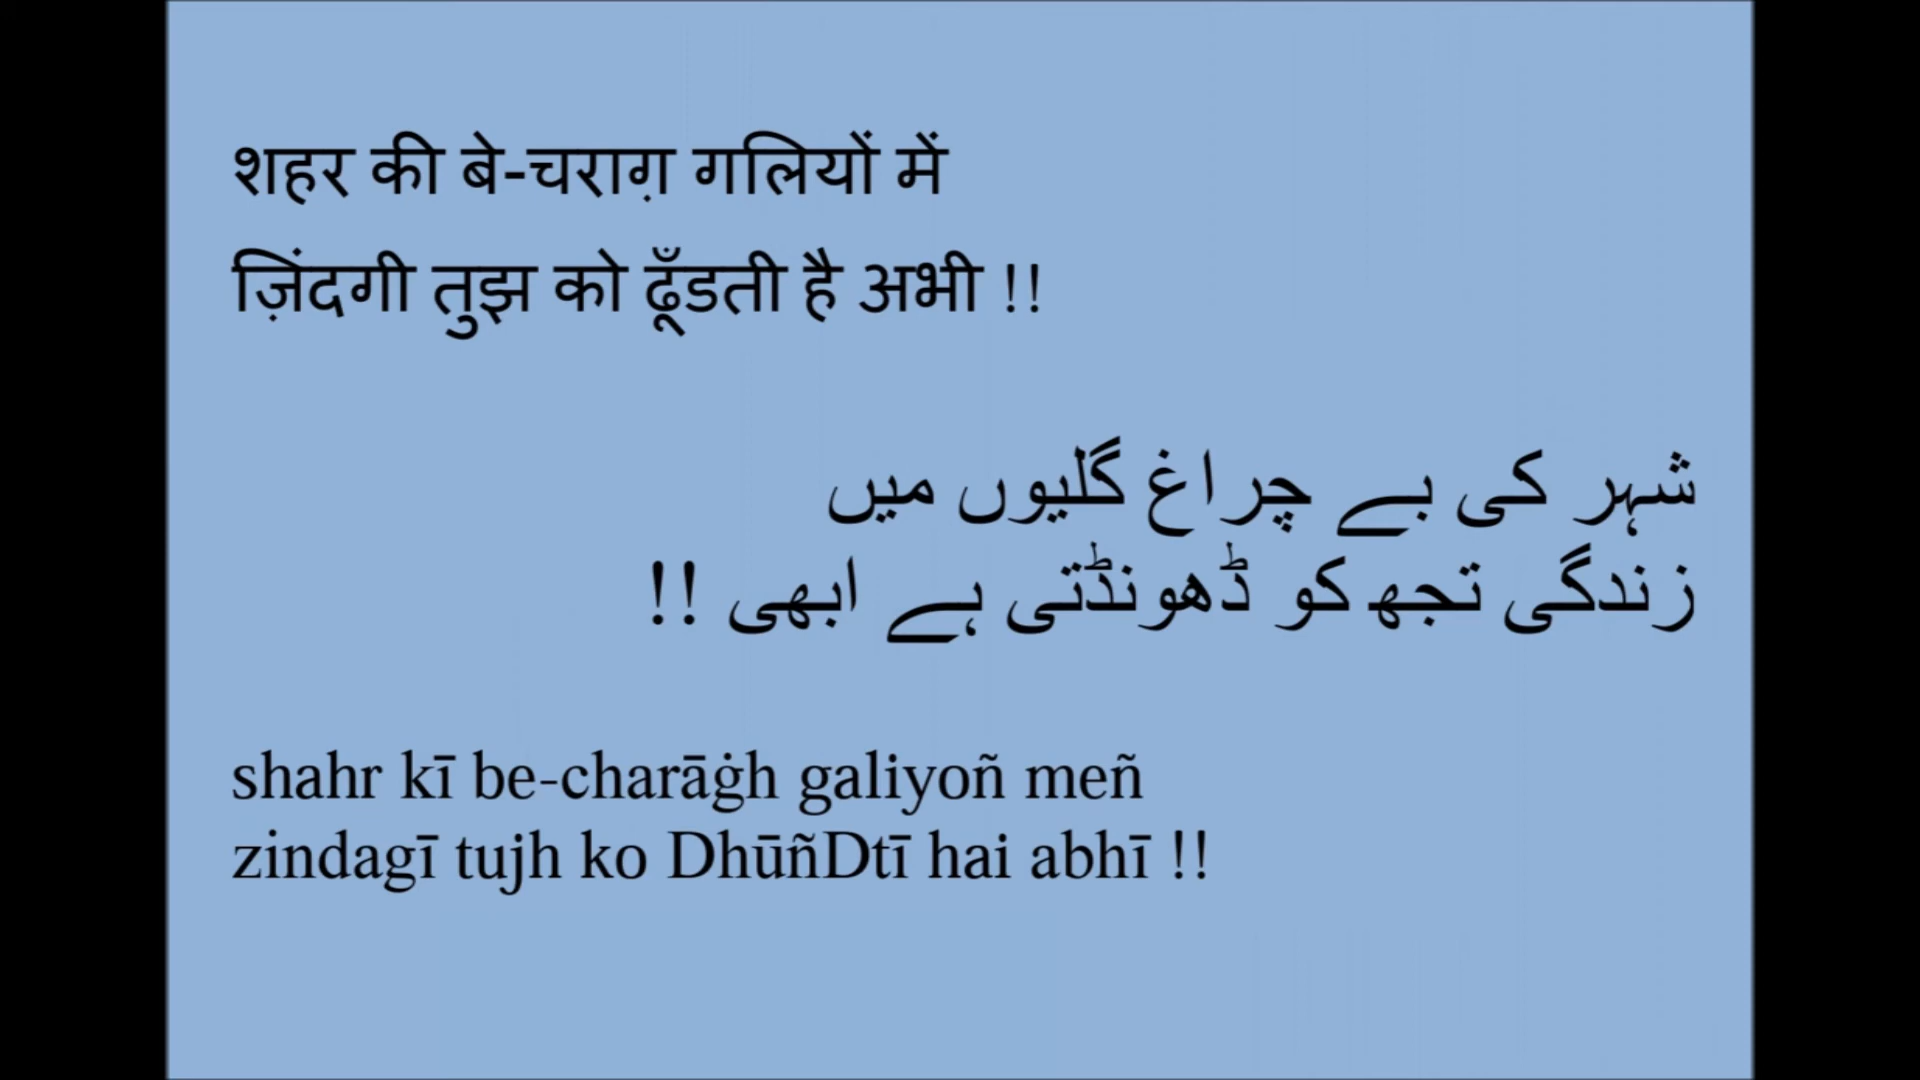 शहर की बे-चराग़ गलियों में
ज़िंदगी तुझ को ढूँडती है अभी !!
شہر کی بے چراغ گلیوں میں
زندگی تجھ کو ڈھونڈتی ہے ابھی !!
shahr kī be-charāġh galiyoñ meñ
zindagī tujh ko DhūñDtī hai abhī !!